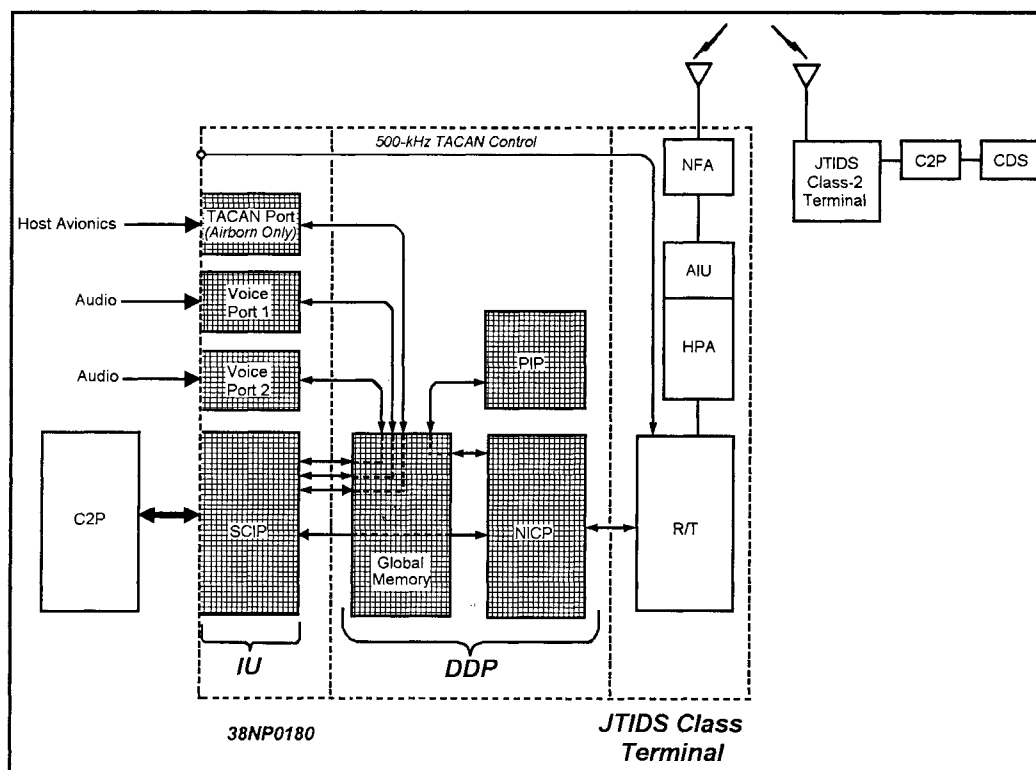 500-kHz TACAN Control
NFA
JTIDS
Class-2
Terminal
C2P
CDS
Host Avionics
TACAN Port
(Airborn Only)
AIU
Audio
Voice
Port 1
HPA
PIP
Audio
Voice
Port 2
C2P
SCIP
Global
Memory
NICP
R/T
IU
DDP
38NP0180
JTIDS Class
Terminal